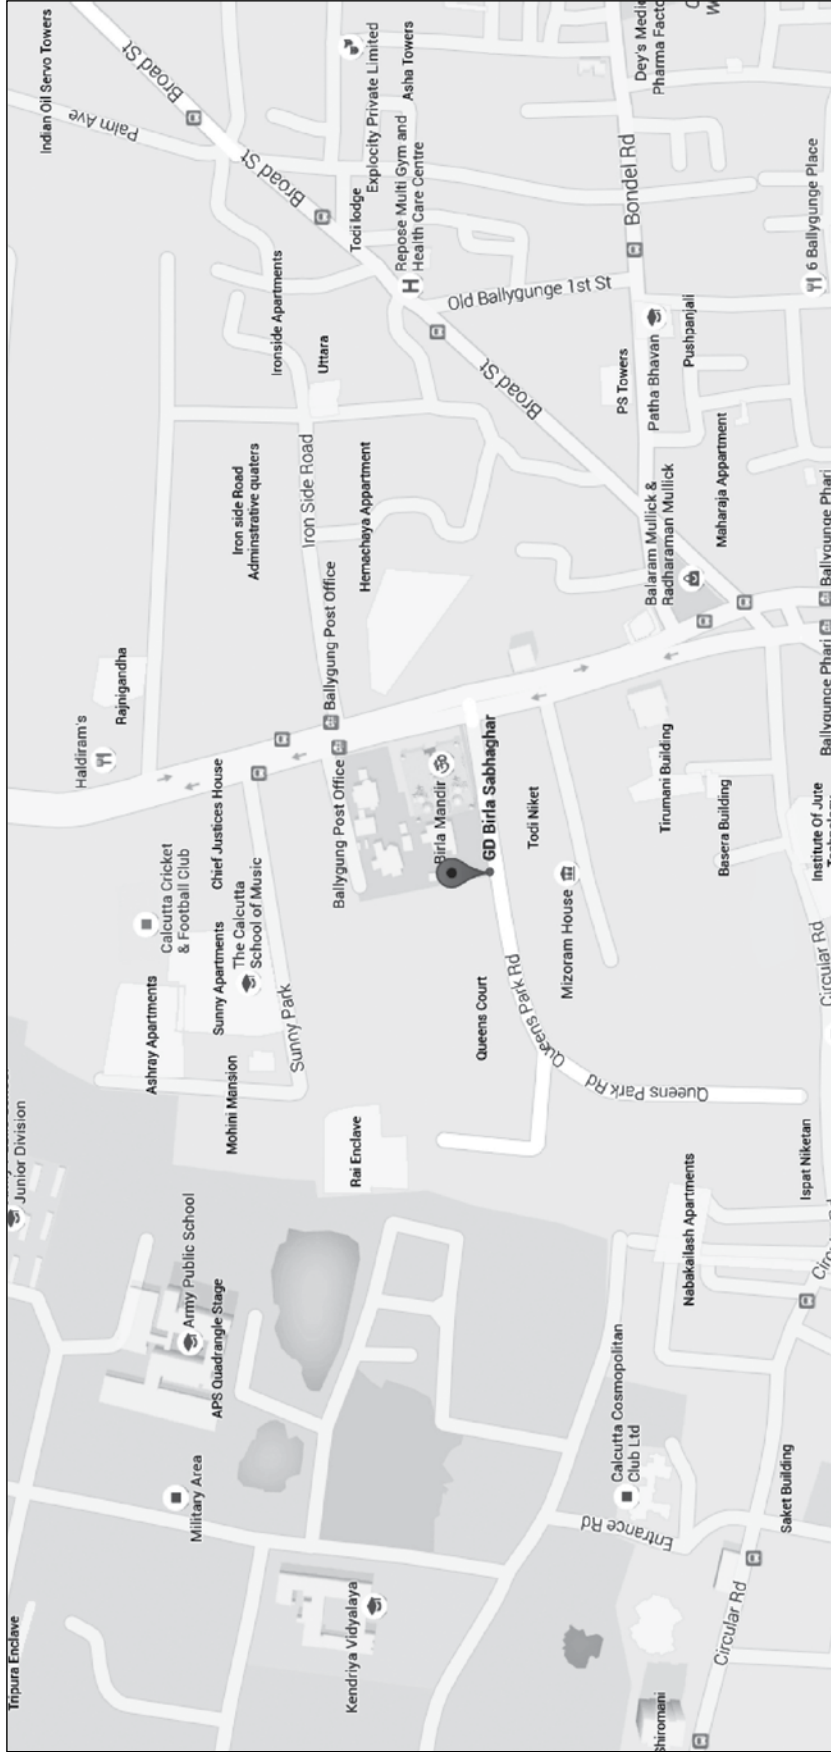 Tripura Enclave
Junior Division
Indian Oil Servo Towers
Haldiram's
Rajnigandha
Palm Ave
Broad St
Broad St
Ashray Apartments
Calcutta Cricket
& Football Club
Military Area
Army Public School
APS Quadrangle Stage
Mohini Mansion
Sunny Apartments
Chief Justices House
The Calcutta
School of Music
Iron side Road
Adminstrative quaters
Ironside Apartments
Broad St
Sunny Park
Iron Side Road
Uttara
Ballygung Post Office
Ballygung Post Office
Kendriya Vidyalaya
Rai Enclave
Hemachaya Appartment
Todi lodge
Explocity Private Limited
Repose Multi Gym and
Health Care Centre
Asha Towers
H
Birla Mandir
GD Birla Sabhaghar
Queens Court
Queens Park Rd
Queens Park Rd
Todi Niket
Mizoram House
Broad St
Old Ballygunge 1st St
Entrance Rd
Calcutta Cosmopolitan
Club Ltd
PS Towers
Bondel Rd
Patha Bhavan
Balaram Mullick &
Radharaman Mullick
Dey's Medic
Pharma Facto
Pushpanjali
Tirumani Building
Nabakailash Apartments
Maharaja Appartment
Basera Building
shiromani
Circular Rd
Saket Building
Ispat Niketan
6 Ballygunge Place
Institute Of Jute
Circular Rd
Ballygunge Phari
Ballygunge Phari